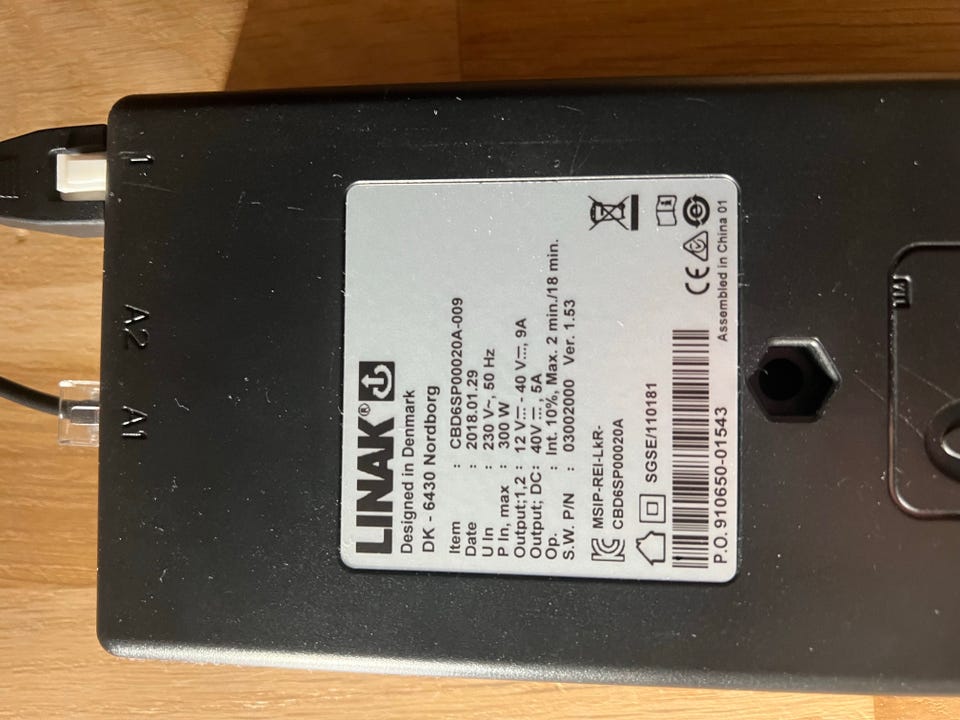 1
A2
A1
LINAK®
Designed in Denmark
DK - 6430 Nordborg
Item : CBD6SP00020A-009
Date : 2018.01.29
U In : 230 V~, 50 Hz
P In, max : 300 W
Output;1,2 : 12 V⎓ - 40 V⎓, 9A
Output; DC : 40V⎓, 5A
Op. : Int. 10%, Max. 2 min./18 min.
S.W. P/N : 03002000 Ver. 1.53
MSIP-REI-LkR-
CBD6SP00020A
SGSE/110181
CE
P.O. 910650-01543
Assembled in China 01